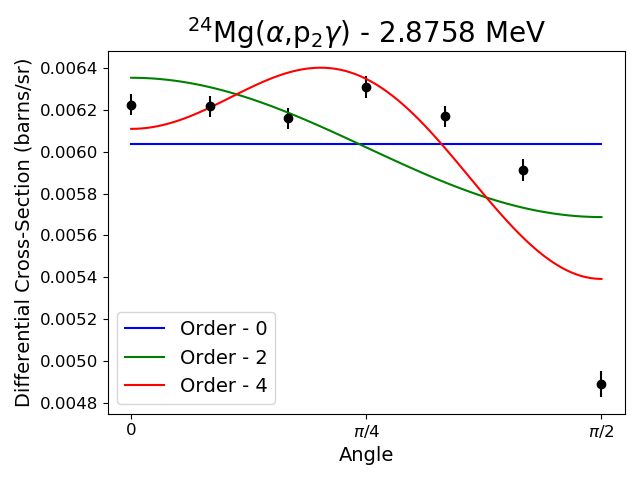 ²⁴Mg(α,p₂γ) - 2.8758 MeV
Differential Cross-Section (barns/sr)
0.0064
0.0062
0.0060
0.0058
0.0056
0.0054
0.0052
0.0050
0.0048
Order - 0
Order - 2
Order - 4
0 π/4 π/2
Angle